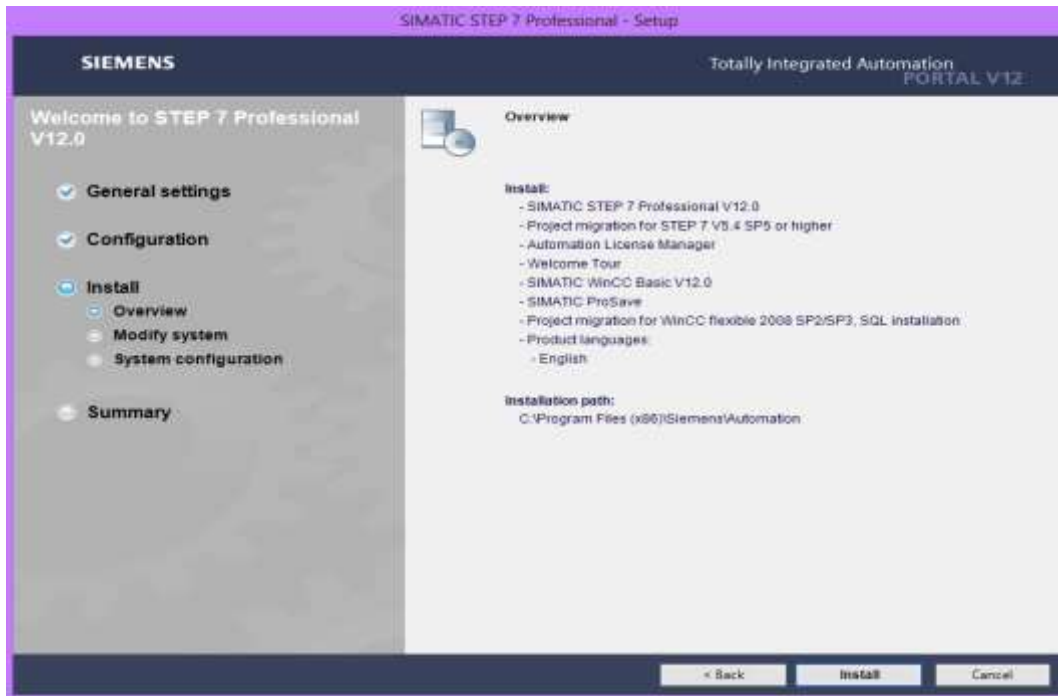 SIMATIC STEP 7 Professional - Setup
SIEMENS
Totally Integrated Automation
PORTAL V12
Welcome to STEP 7 Professional
V12.0
General settings
Configuration
Install
Overview
Modify system
System configuration
Summary
Overview
Install:
- SIMATIC STEP 7 Professional V12.0
- Project migration for STEP 7 V5.4 SP5 or higher
- Automation License Manager
- Welcome Tour
- SIMATIC WinCC Basic V12.0
- SIMATIC ProSave
- Project migration for WinCC flexible 2008 SP2/SP3, SQL installation
- Product languages:
- English
Installation path:
C:\Program Files (x86)\Siemens\Automation
< Back
Install
Cancel